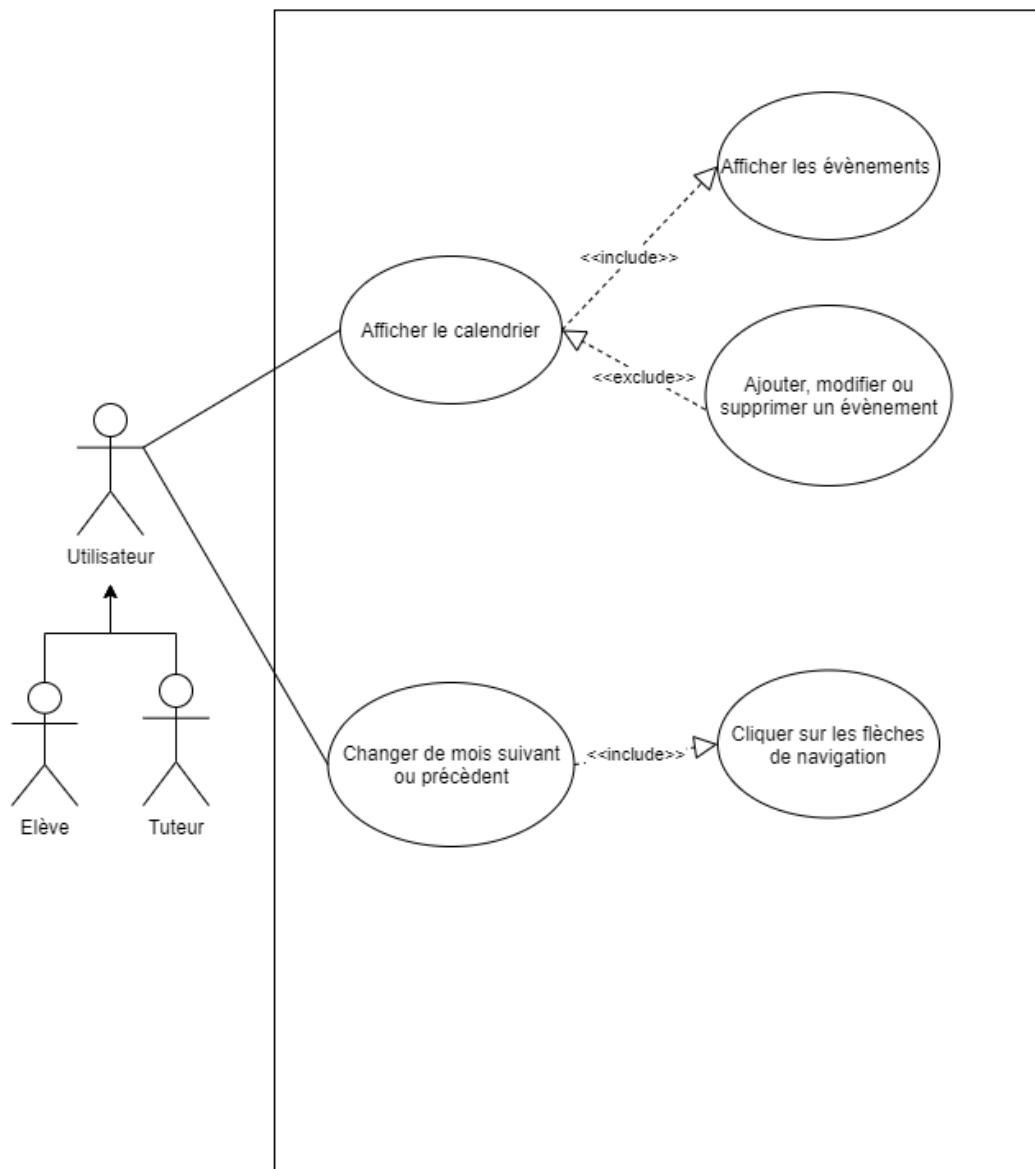 Afficher les évènements
<<include>>
Afficher le calendrier
<<exclude>>
Ajouter, modifier ou
supprimer un évènement
Utilisateur
Changer de mois suivant
ou précèdent
<<include>>
Cliquer sur les flèches
de navigation
Elève
Tuteur